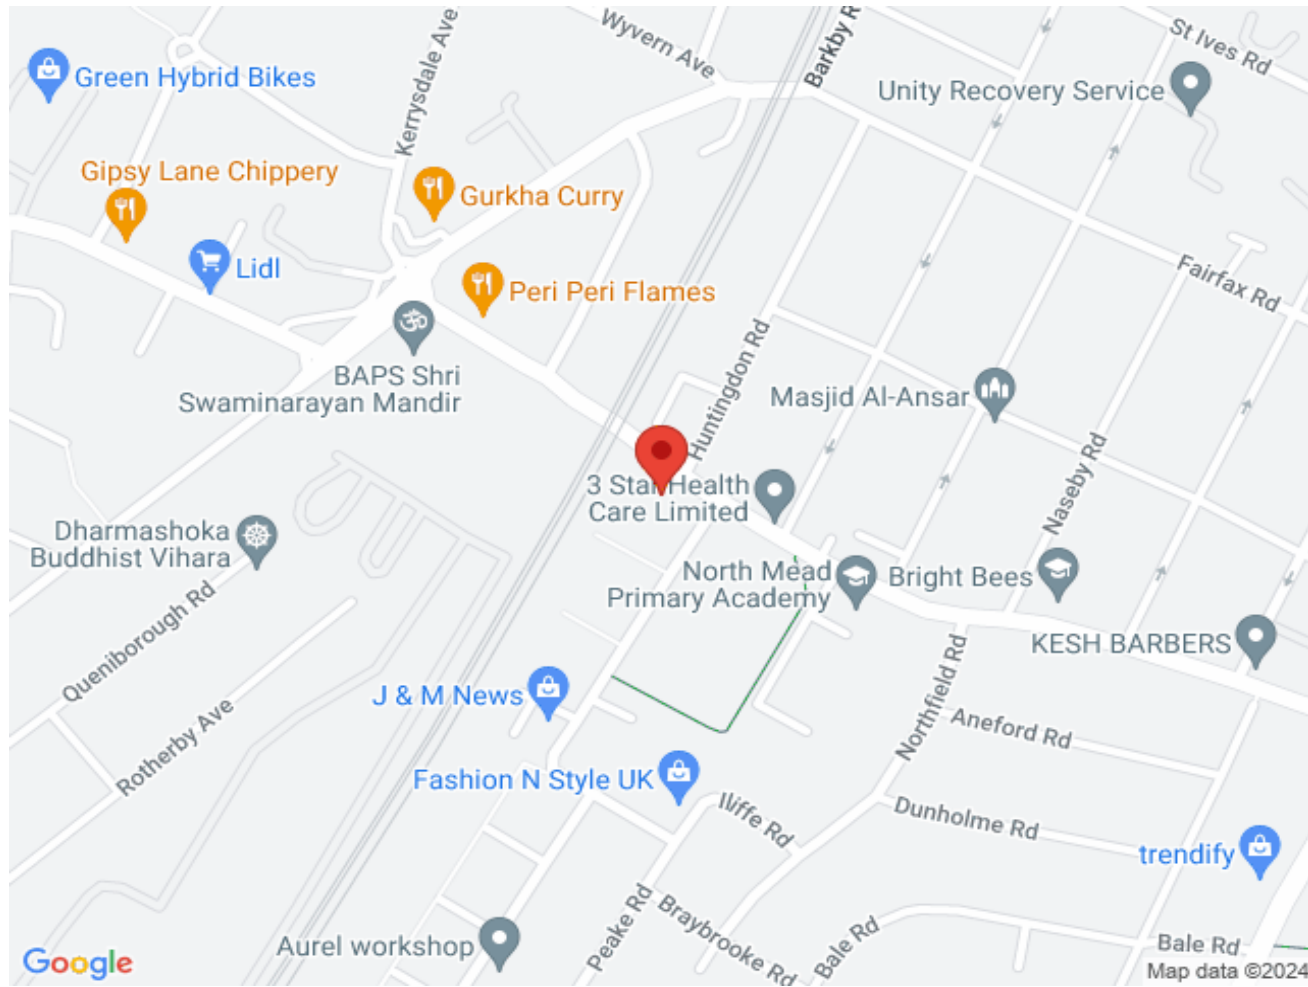 Wyvern Ave
Barkby R
St Ives Rd
Green Hybrid Bikes
Kerrysdale Ave
Unity Recovery Service
Gipsy Lane Chippery
Gurkha Curry
Lidl
Peri Peri Flames
Fairfax Rd
BAPS Shri
Swaminarayan Mandir
Huntingdon Rd
Masjid Al-Ansar
3 Star Health
Care Limited
Naseby Rd
Dharmashoka
Buddhist Vihara
North Mead
Primary Academy
Bright Bees
Queniborough Rd
KESH BARBERS
J & M News
Northfield Rd
Aneford Rd
Rotherby Ave
Fashion N Style UK
Iliffe Rd
Dunholme Rd
trendify
Peake Rd
Braybrooke Rd
Bale Rd
Bale Rd
Aurel workshop
Google
Map data ©2024